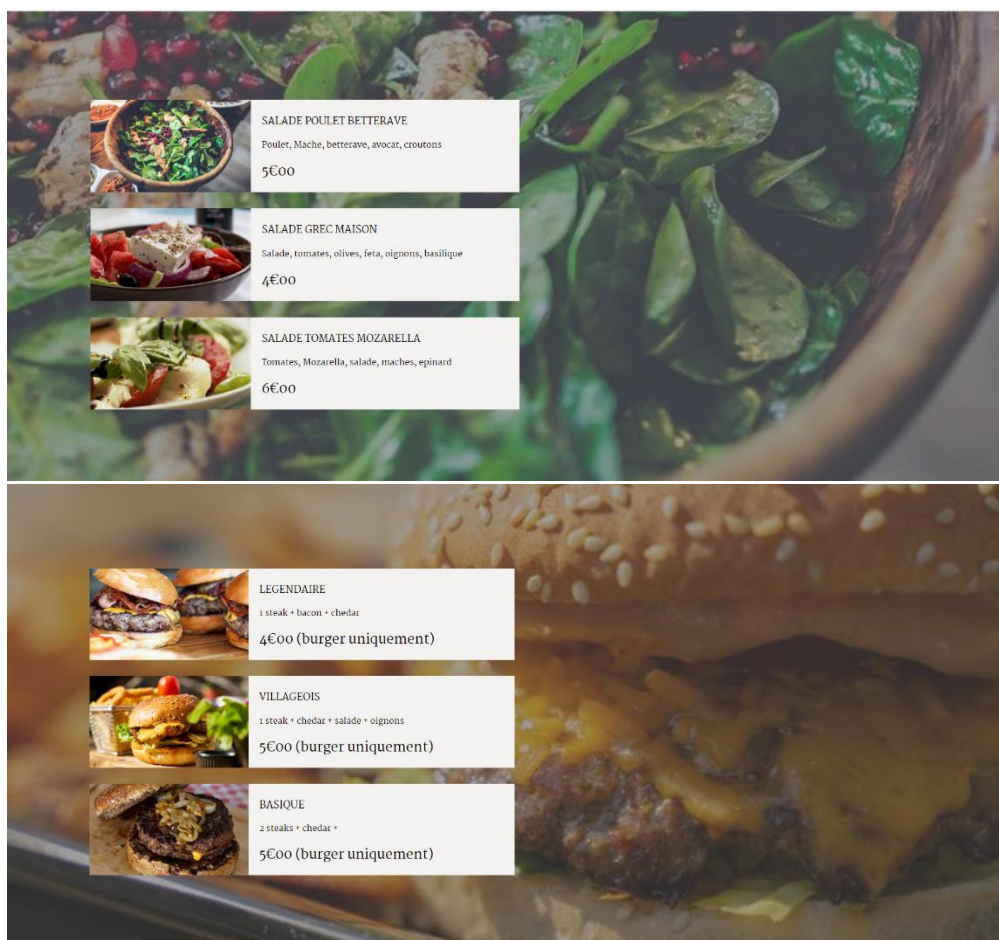 SALADE POULET BETTERAVE
Poulet, Mache, betterave, avocat, croutons
5€00
SALADE GREC MAISON
Salade, tomates, olives, feta, oignons, basilique
4€00
SALADE TOMATES MOZARELLA
Tomates, Mozarella, salade, maches, epinard
6€00
LEGENDAIRE
1 steak + bacon + chedar
4€00 (burger uniquement)
VILLAGEOIS
1 steak + chedar + salade + oignons
5€00 (burger uniquement)
BASIQUE
2 steaks + chedar +
5€00 (burger uniquement)